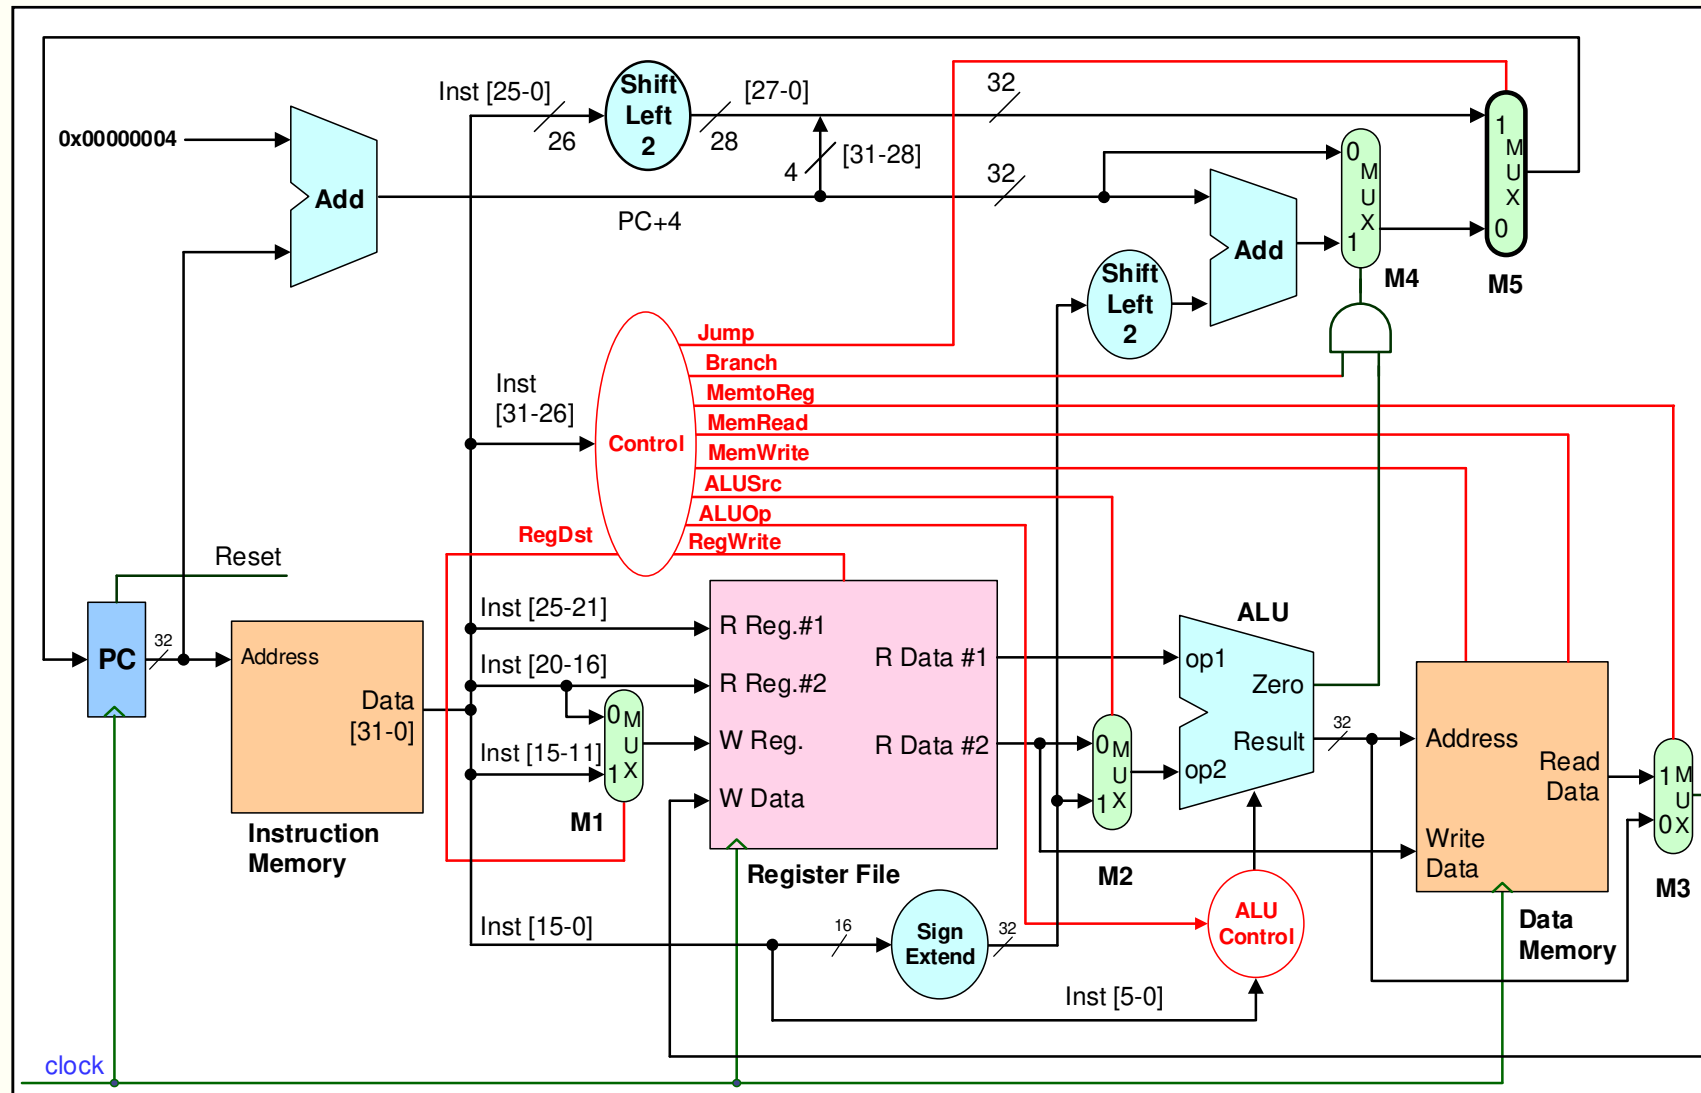 Inst [25-0]
26
Shift
Left
2
[27-0]
28
32
4
[31-28]
0x00000004
Add
PC+4
32
0
M
U
X
1
M4
1
M
U
X
0
M5
Add
Shift
Left
2
Jump
Branch
MemtoReg
MemRead
MemWrite
ALUSrc
ALUOp
RegWrite
RegDst
Inst
[31-26]
Control
Reset
PC
32
Address
Data
[31-0]
Instruction
Memory
Inst [25-21]
Inst [20-16]
Inst [15-11]
0
M
U
X
1
M1
R Reg.#1
R Reg.#2
W Reg.
W Data
R Data #1
R Data #2
Register File
0
M
U
X
1
M2
ALU
op1
op2
Zero
Result
32
Address
Read
Data
Write
Data
Data
Memory
1
M
U
X
0
M3
Inst [15-0]
16
Sign
Extend
32
ALU
Control
Inst [5-0]
clock